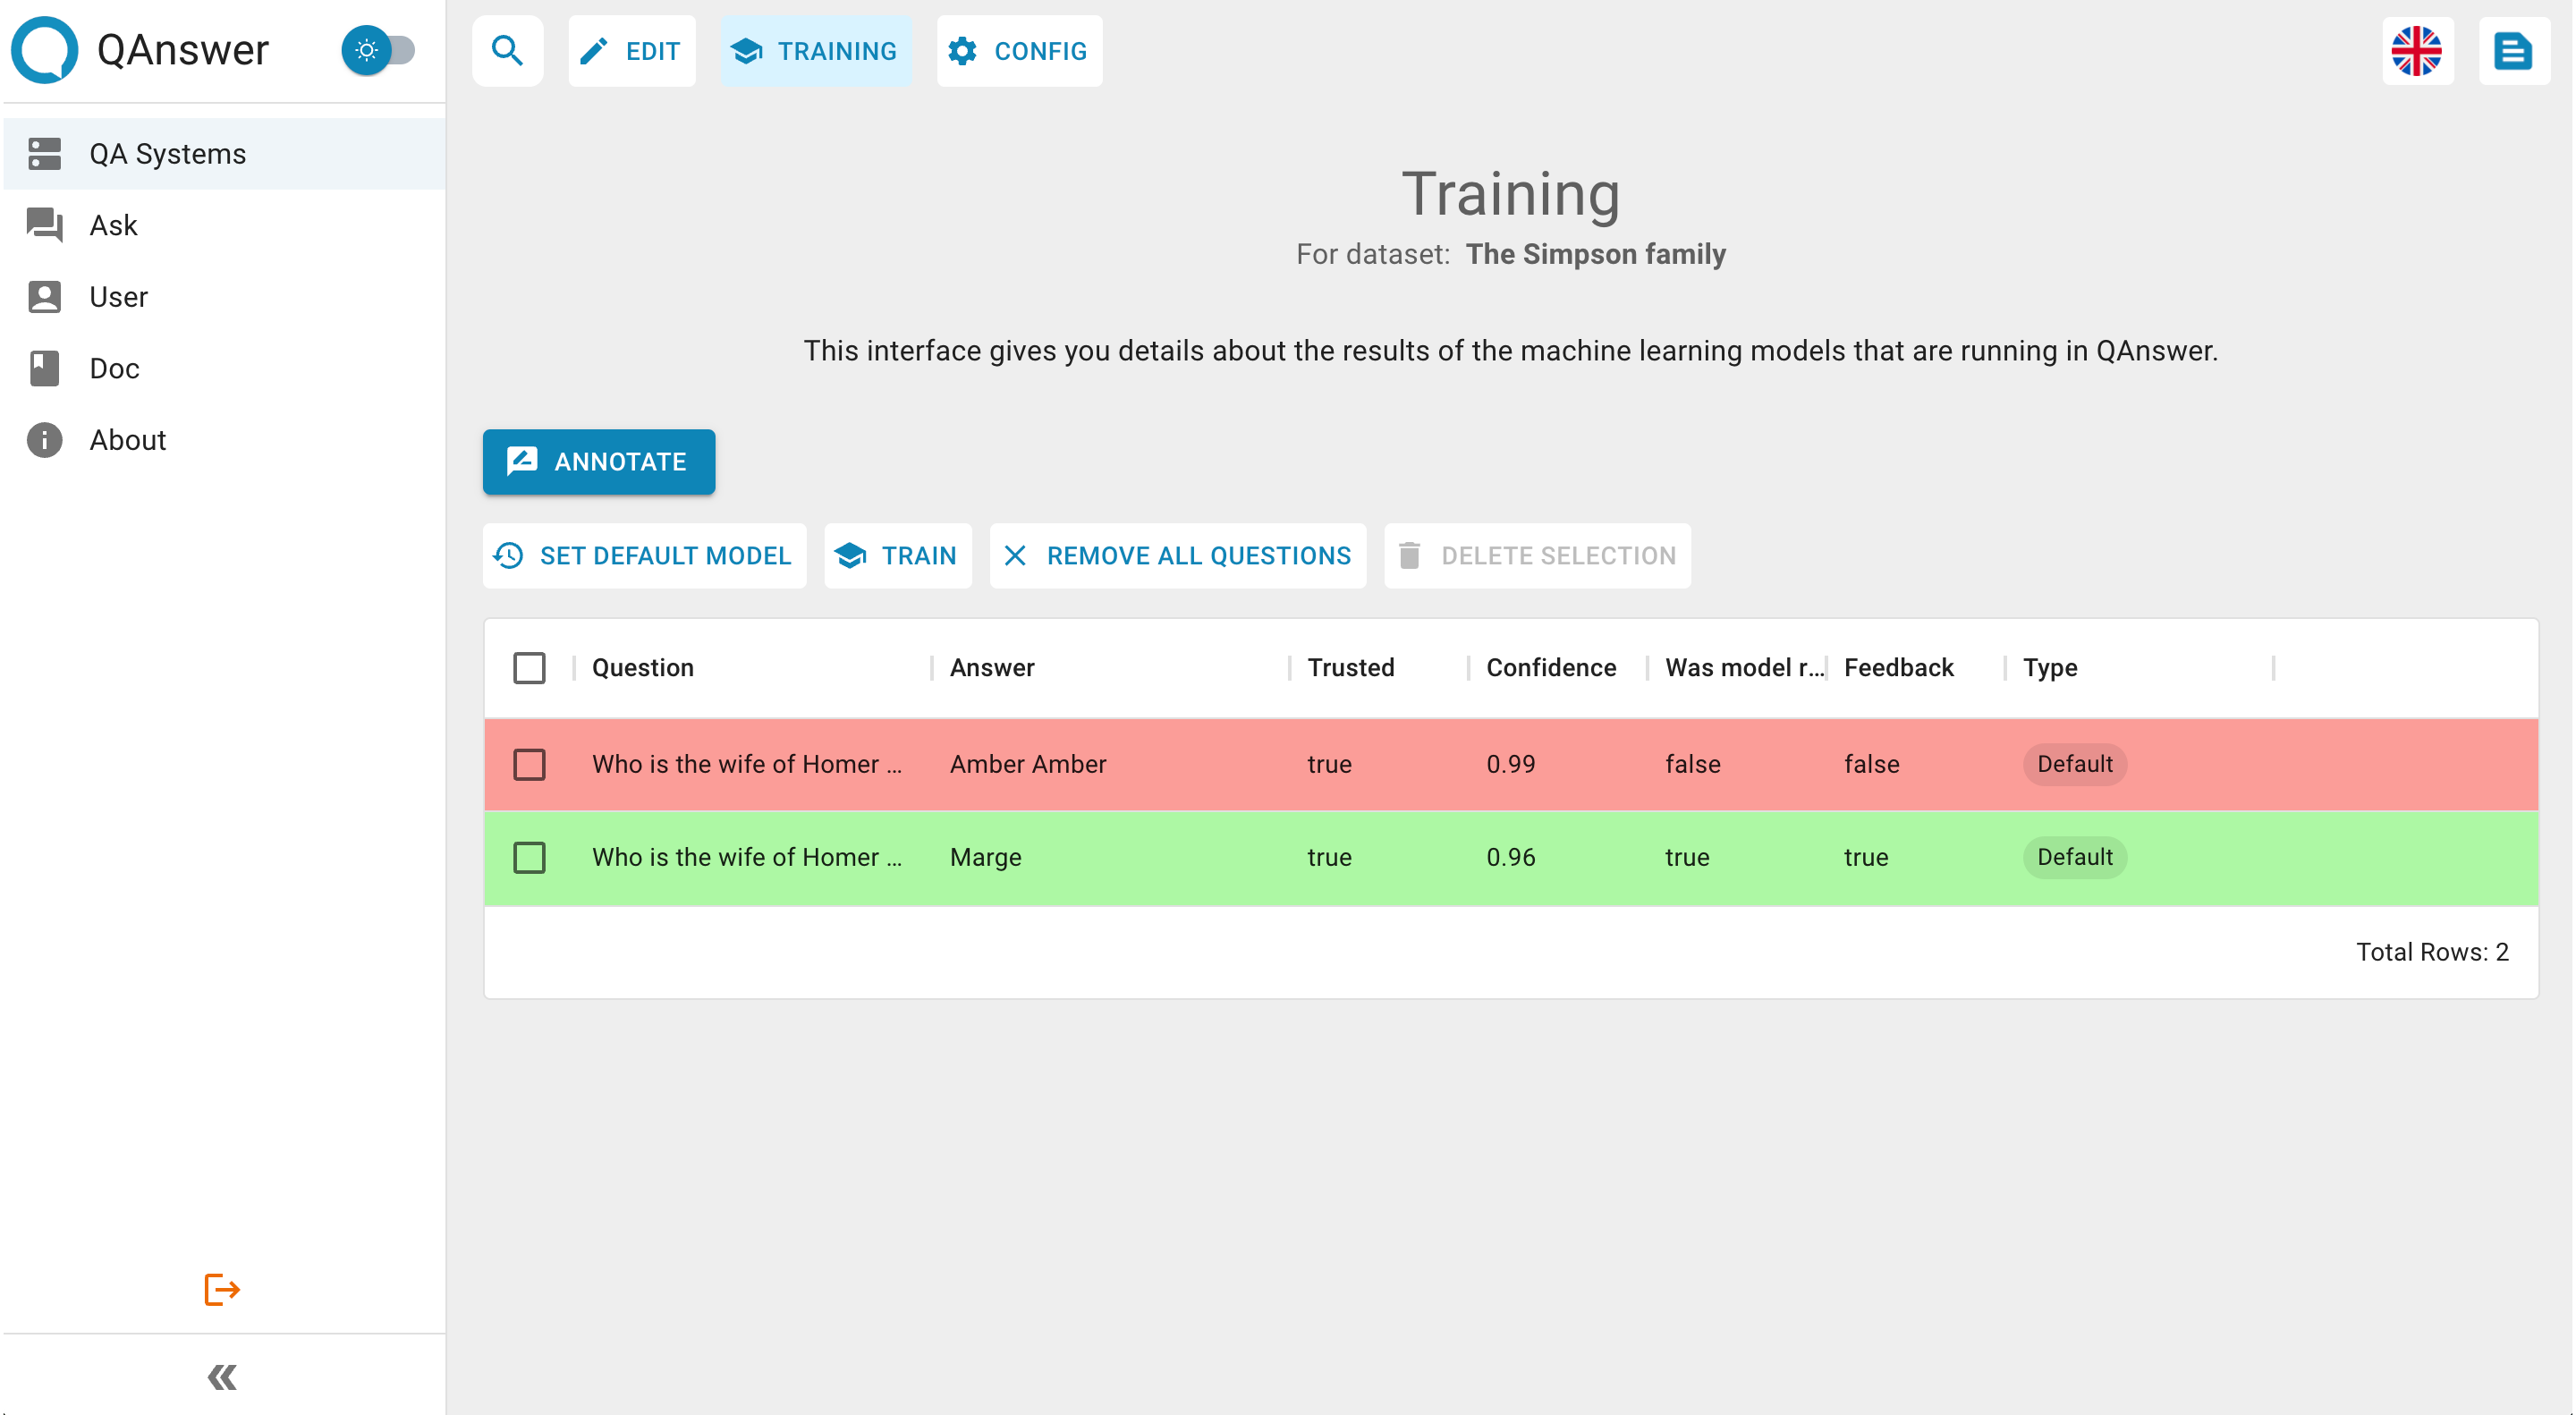 QAnswer
EDIT
TRAINING
CONFIG
QA Systems
Ask
User
Doc
About
Training
For dataset: The Simpson family
This interface gives you details about the results of the machine learning models that are running in QAnswer.
ANNOTATE
SET DEFAULT MODEL
TRAIN
REMOVE ALL QUESTIONS
DELETE SELECTION
Question Answer Trusted Confidence Was model r... Feedback Type
Who is the wife of Homer ... Amber Amber true 0.99 false false Default
Who is the wife of Homer ... Marge true 0.96 true true Default
Total Rows: 2